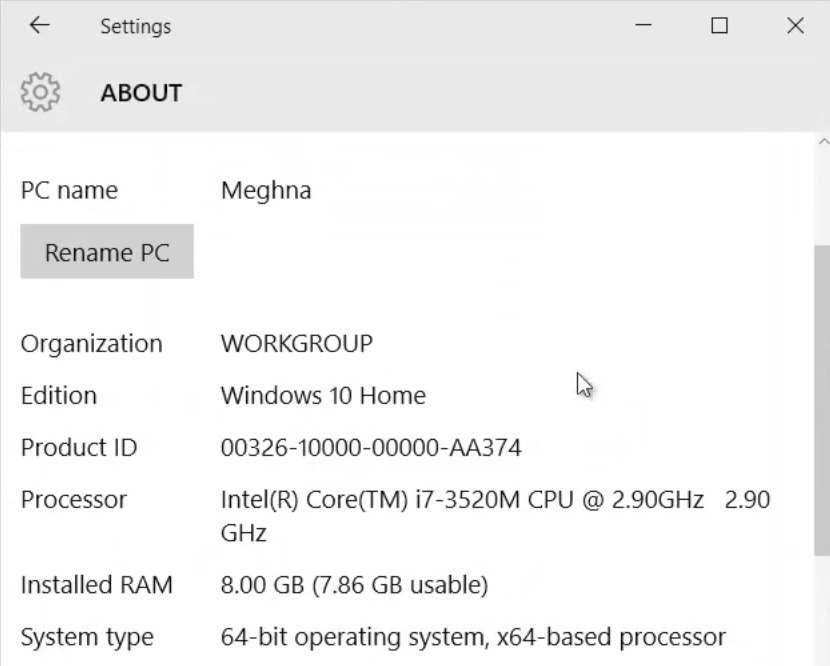 Settings
ABOUT
PC name Meghna
Rename PC
Organization WORKGROUP
Edition Windows 10 Home
Product ID 00326-10000-00000-AA374
Processor Intel(R) Core(TM) i7-3520M CPU @ 2.90GHz 2.90
GHz
Installed RAM 8.00 GB (7.86 GB usable)
System type 64-bit operating system, x64-based processor